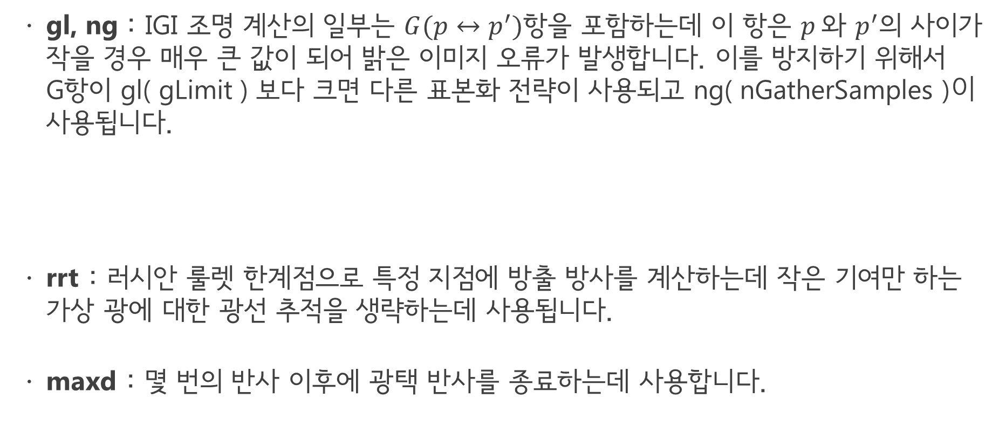 · gl, ng : IGI 조명 계산의 일부는 G(p ↔ p′)항을 포함하는데 이 항은 p 와 p′의 사이가
작을 경우 매우 큰 값이 되어 밝은 이미지 오류가 발생합니다. 이를 방지하기 위해서
G항이 gl( gLimit ) 보다 크면 다른 표본화 전략이 사용되고 ng( nGatherSamples )이
사용됩니다.
· rrt : 러시안 룰렛 한계점으로 특정 지점에 방출 방사를 계산하는데 작은 기여만 하는
가상 광에 대한 광선 추적을 생략하는데 사용됩니다.
· maxd : 몇 번의 반사 이후에 광택 반사를 종료하는데 사용합니다.